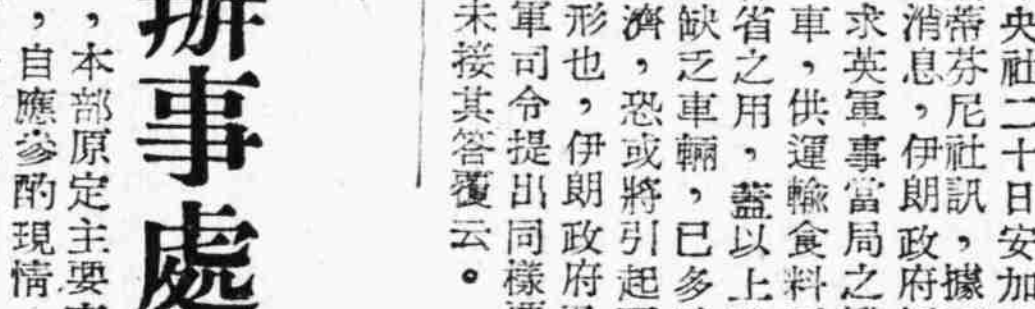 央社二十日安加
蒂芬尼社訊，據
消息，伊朗政府
求英軍事當局之
車，供運輸食料
省之用，蓋以上
缺乏車輛，已多
濟，恐或將引起
形也，伊朗政府
軍司令提出同樣
未接其答覆云。
辦事處
，本部原定主要
，自應參酌現情